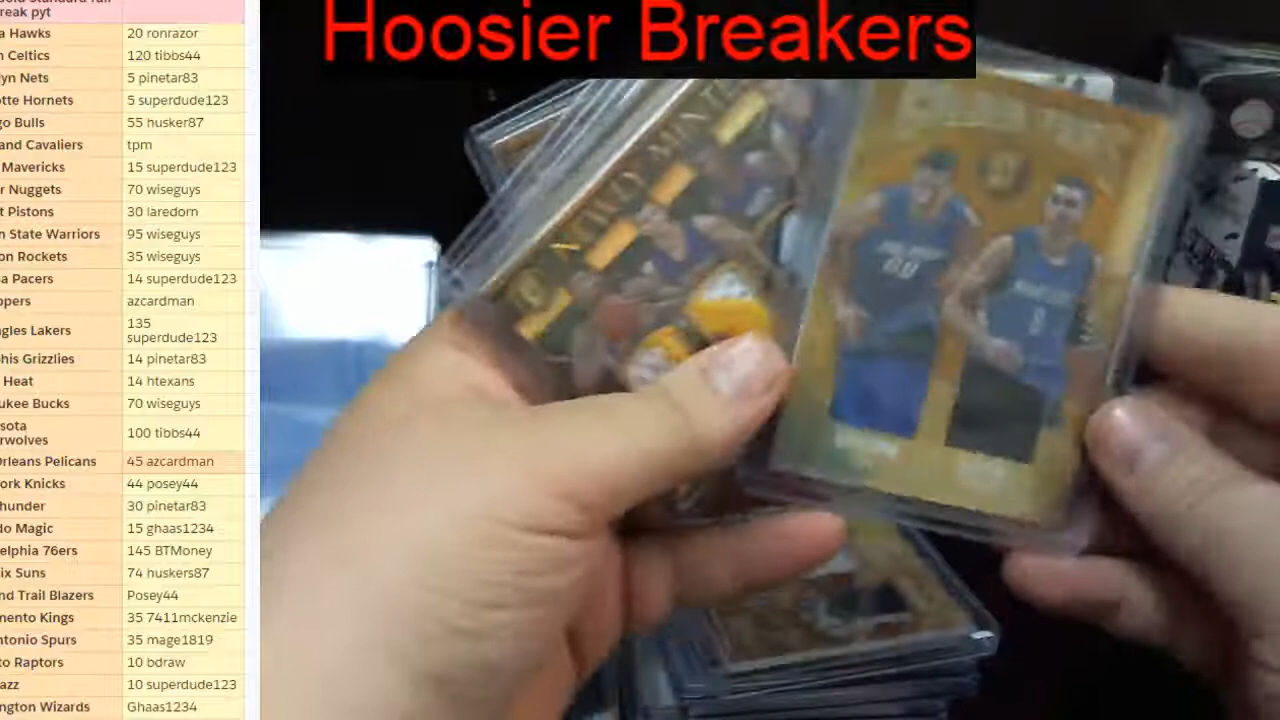 Hoosier Breakers
reak pyt
a Hawks 20 ronrazor
n Celtics 120 tibbs44
lyn Nets 5 pinetar83
otte Hornets 5 superdude123
go Bulls 55 husker87
and Cavaliers tpm
Mavericks 15 superdude123
r Nuggets 70 wiseguys
t Pistons 30 laredorn
n State Warriors 95 wiseguys
on Rockets 35 wiseguys
a Pacers 14 superdude123
ppers azcardman
ngles Lakers 135
superdude123
his Grizzlies 14 pinetar83
Heat 14 htexans
ukee Bucks 70 wiseguys
sota
rwolves 100 tibbs44
Orleans Pelicans 45 azcardman
ork Knicks 44 posey44
hunder 30 pinetar83
do Magic 15 ghaas1234
elphia 76ers 145 BTMoney
ix Suns 74 huskers87
nd Trail Blazers Posey44
mento Kings 35 7411mckenzie
ntonio Spurs 35 mage1819
to Raptors 10 bdraw
azz 10 superdude123
ngton Wizards Ghaas1234